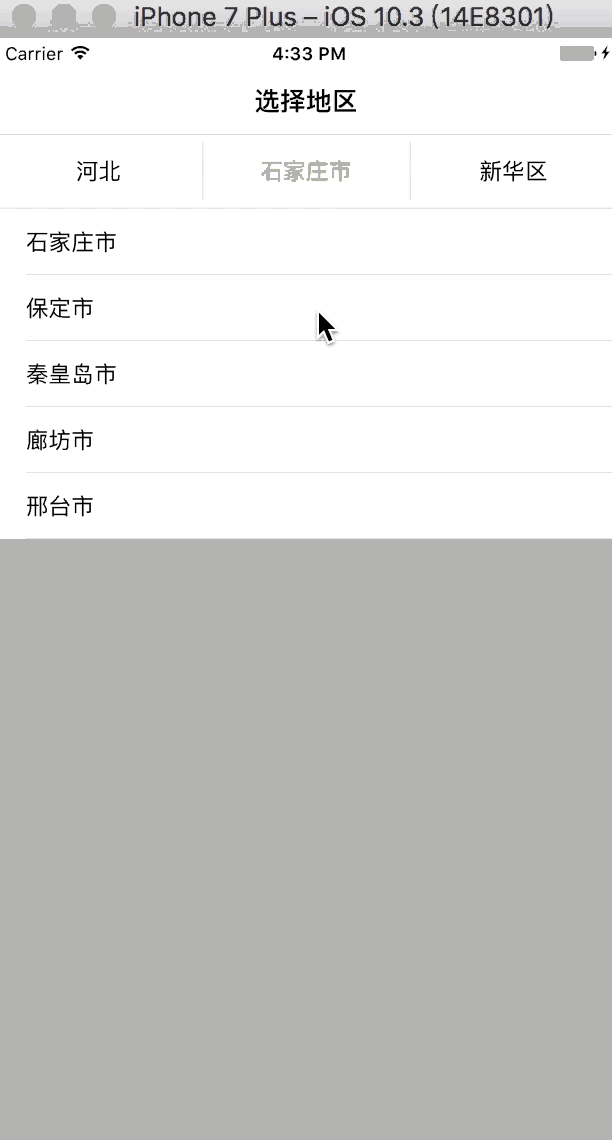 iPhone 7 Plus – iOS 10.3 (14E8301)
Carrier 4:33 PM
选择地区
河北 石家庄市 新华区
石家庄市
保定市
秦皇岛市
廊坊市
邢台市